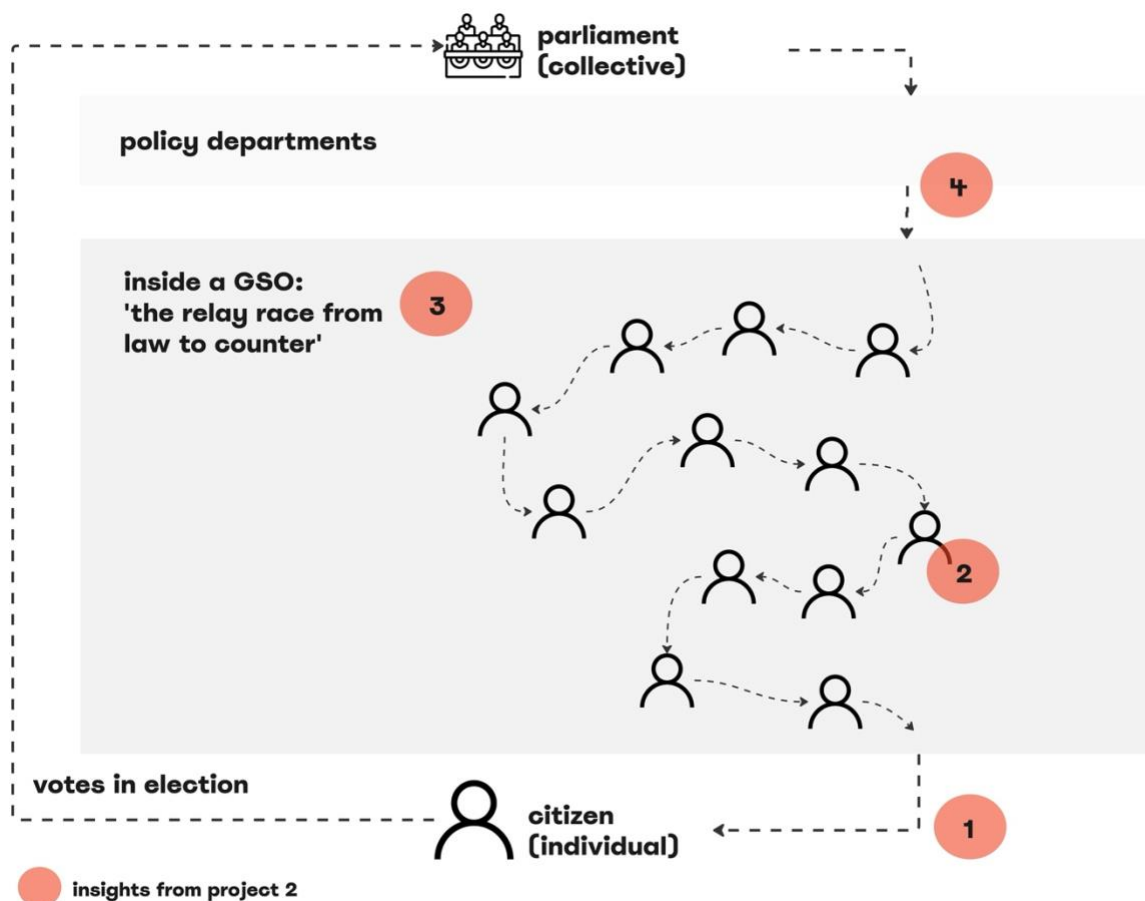 parliament
(collective)
policy departments
4
inside a GSO:
'the relay race from
law to counter'
3
2
votes in election
citizen
(individual)
1
insights from project 2